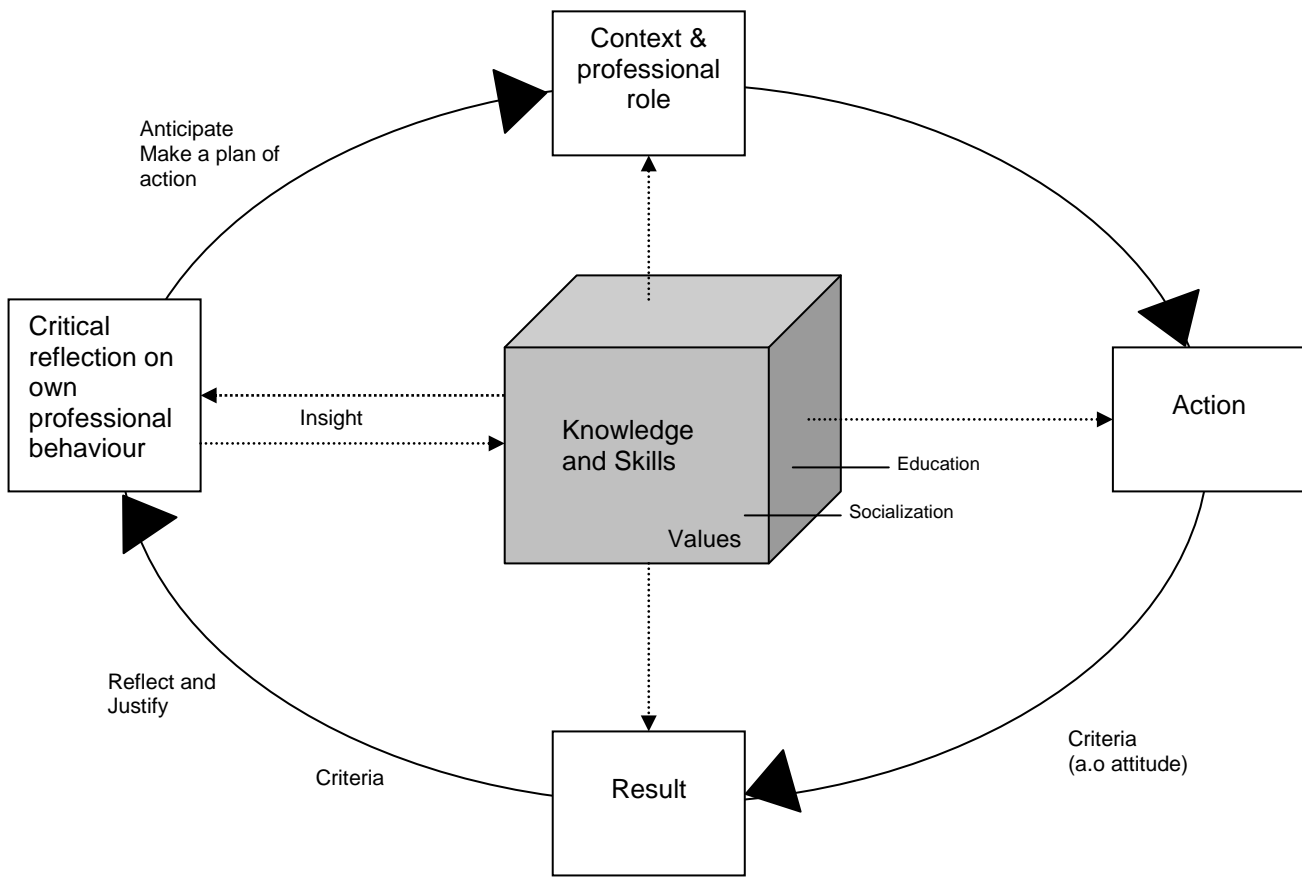 Context &
professional
role
Anticipate
Make a plan of
action
Critical
reflection on
own
professional
behaviour
Insight
Knowledge
and Skills
Values
Education
Socialization
Action
Reflect and
Justify
Criteria
Result
Criteria
(a.o attitude)